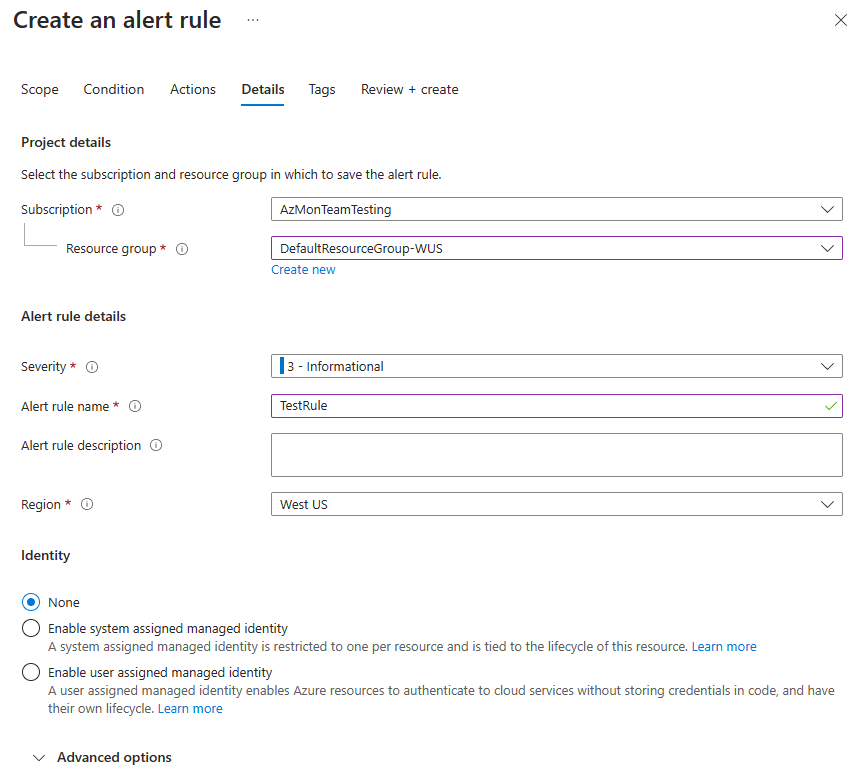 Create an alert rule ...
Scope Condition Actions Details Tags Review + create
Project details
Select the subscription and resource group in which to save the alert rule.
Subscription * AzMonTeamTesting
Resource group * DefaultResourceGroup-WUS
Create new
Alert rule details
Severity * 3 - Informational
Alert rule name * TestRule
Alert rule description
Region * West US
Identity
None
Enable system assigned managed identity
A system assigned managed identity is restricted to one per resource and is tied to the lifecycle of this resource. Learn more
Enable user assigned managed identity
A user assigned managed identity enables Azure resources to authenticate to cloud services without storing credentials in code, and have
their own lifecycle. Learn more
Advanced options